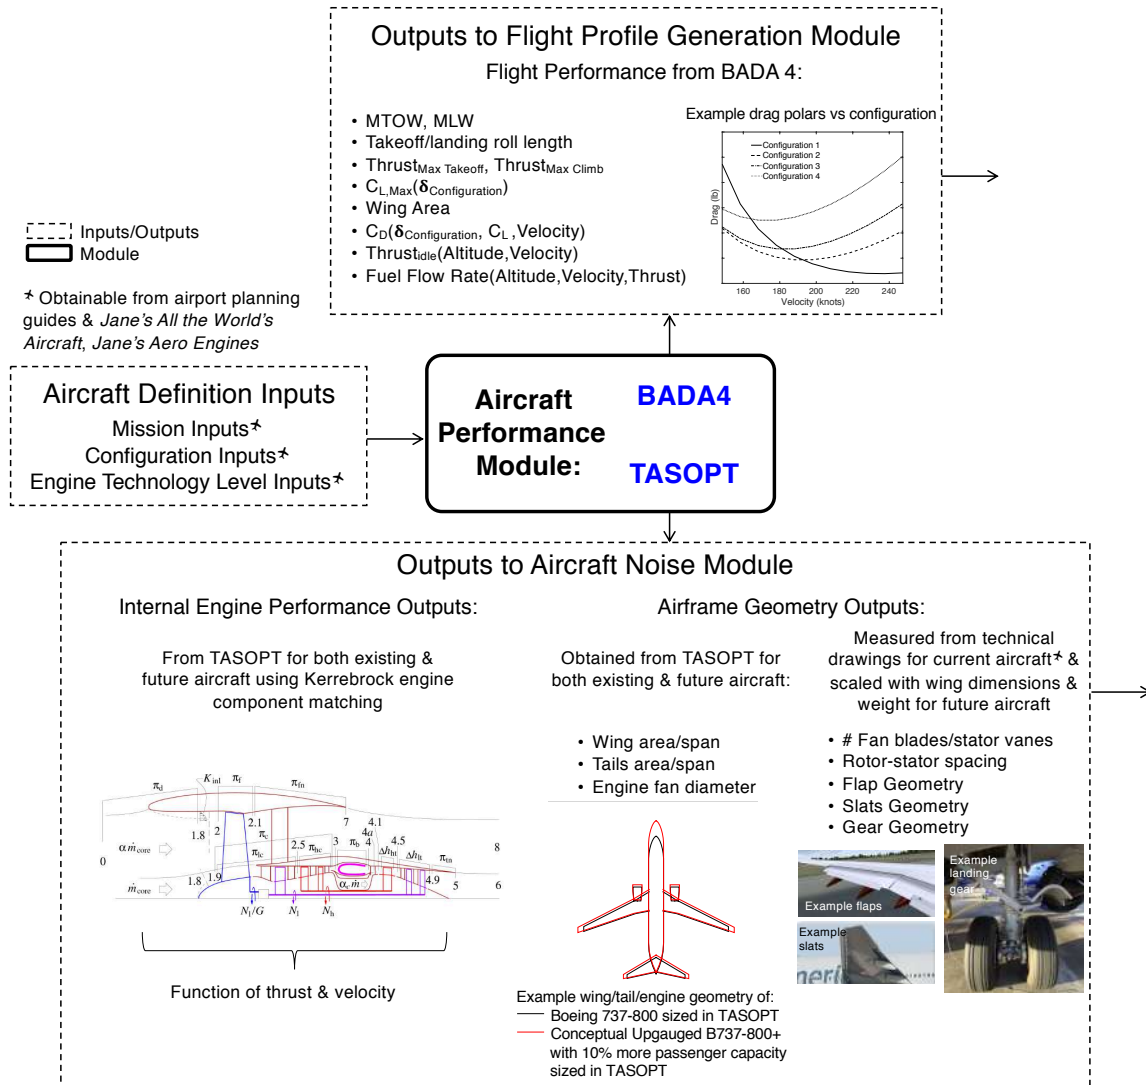 Outputs to Flight Profile Generation Module
Flight Performance from BADA 4:
• MTOW, MLW
• Takeoff/landing roll length
• Thrust_Max Takeoff, Thrust_Max Climb
• C_L,Max(δ_Configuration)
• Wing Area
• C_D(δ_Configuration, C_L ,Velocity)
• Thrust_idle(Altitude,Velocity)
• Fuel Flow Rate(Altitude,Velocity,Thrust)
Example drag polars vs configuration
Configuration 1
Configuration 2
Configuration 3
Configuration 4
Drag (lb)
160 180 200 220 240
Velocity (knots)
Inputs/Outputs
Module
Obtainable from airport planning
guides & Jane's All the World's
Aircraft, Jane's Aero Engines
Aircraft Definition Inputs
Mission Inputs
Configuration Inputs
Engine Technology Level Inputs
Aircraft
Performance
Module:
BADA4
TASOPT
Outputs to Aircraft Noise Module
Internal Engine Performance Outputs:
From TASOPT for both existing &
future aircraft using Kerrebrock engine
component matching
π_d K_inl π_f π_fn
1.8 2 2.1 π_c 7 4.1
2.5 π_hc 3 π_b 4a 4 4.5
π_lc Δh_ht Δh_lt π_tn
0 α ṁ_core 8
ṁ_core 1.8 1.9 α_c ṁ 4.9 5 6
N_l/G N_l N_h
Function of thrust & velocity
Airframe Geometry Outputs:
Obtained from TASOPT for
both existing & future aircraft:
• Wing area/span
• Tails area/span
• Engine fan diameter
Example wing/tail/engine geometry of:
Boeing 737-800 sized in TASOPT
Conceptual Upgauged B737-800+
with 10% more passenger capacity
sized in TASOPT
Measured from technical
drawings for current aircraft &
scaled with wing dimensions &
weight for future aircraft
• # Fan blades/stator vanes
• Rotor-stator spacing
• Flap Geometry
• Slats Geometry
• Gear Geometry
Example flaps
Example
slats
Example
landing
gear